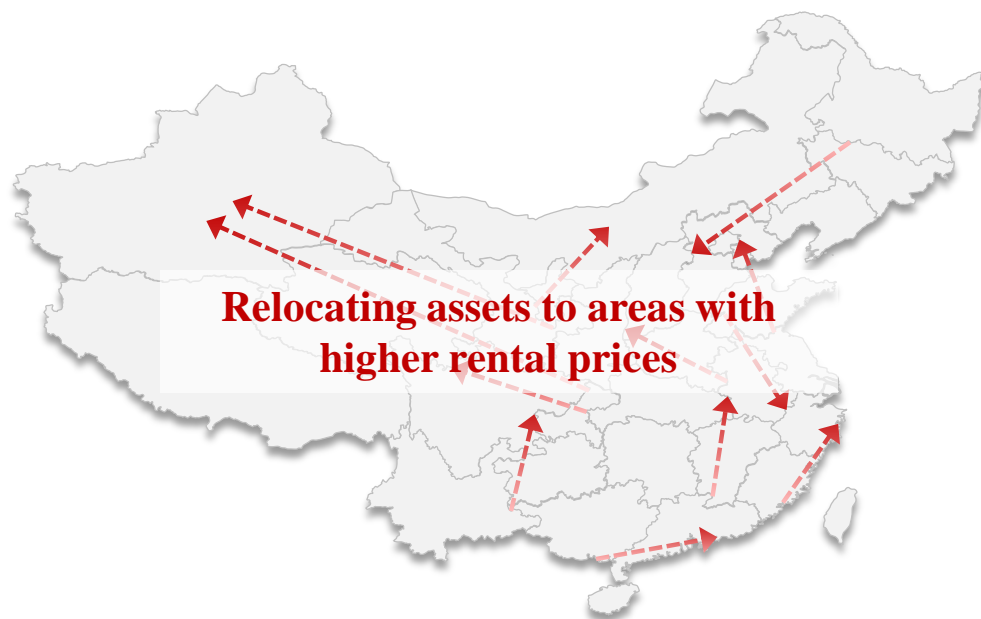 Relocating assets to areas with
higher rental prices